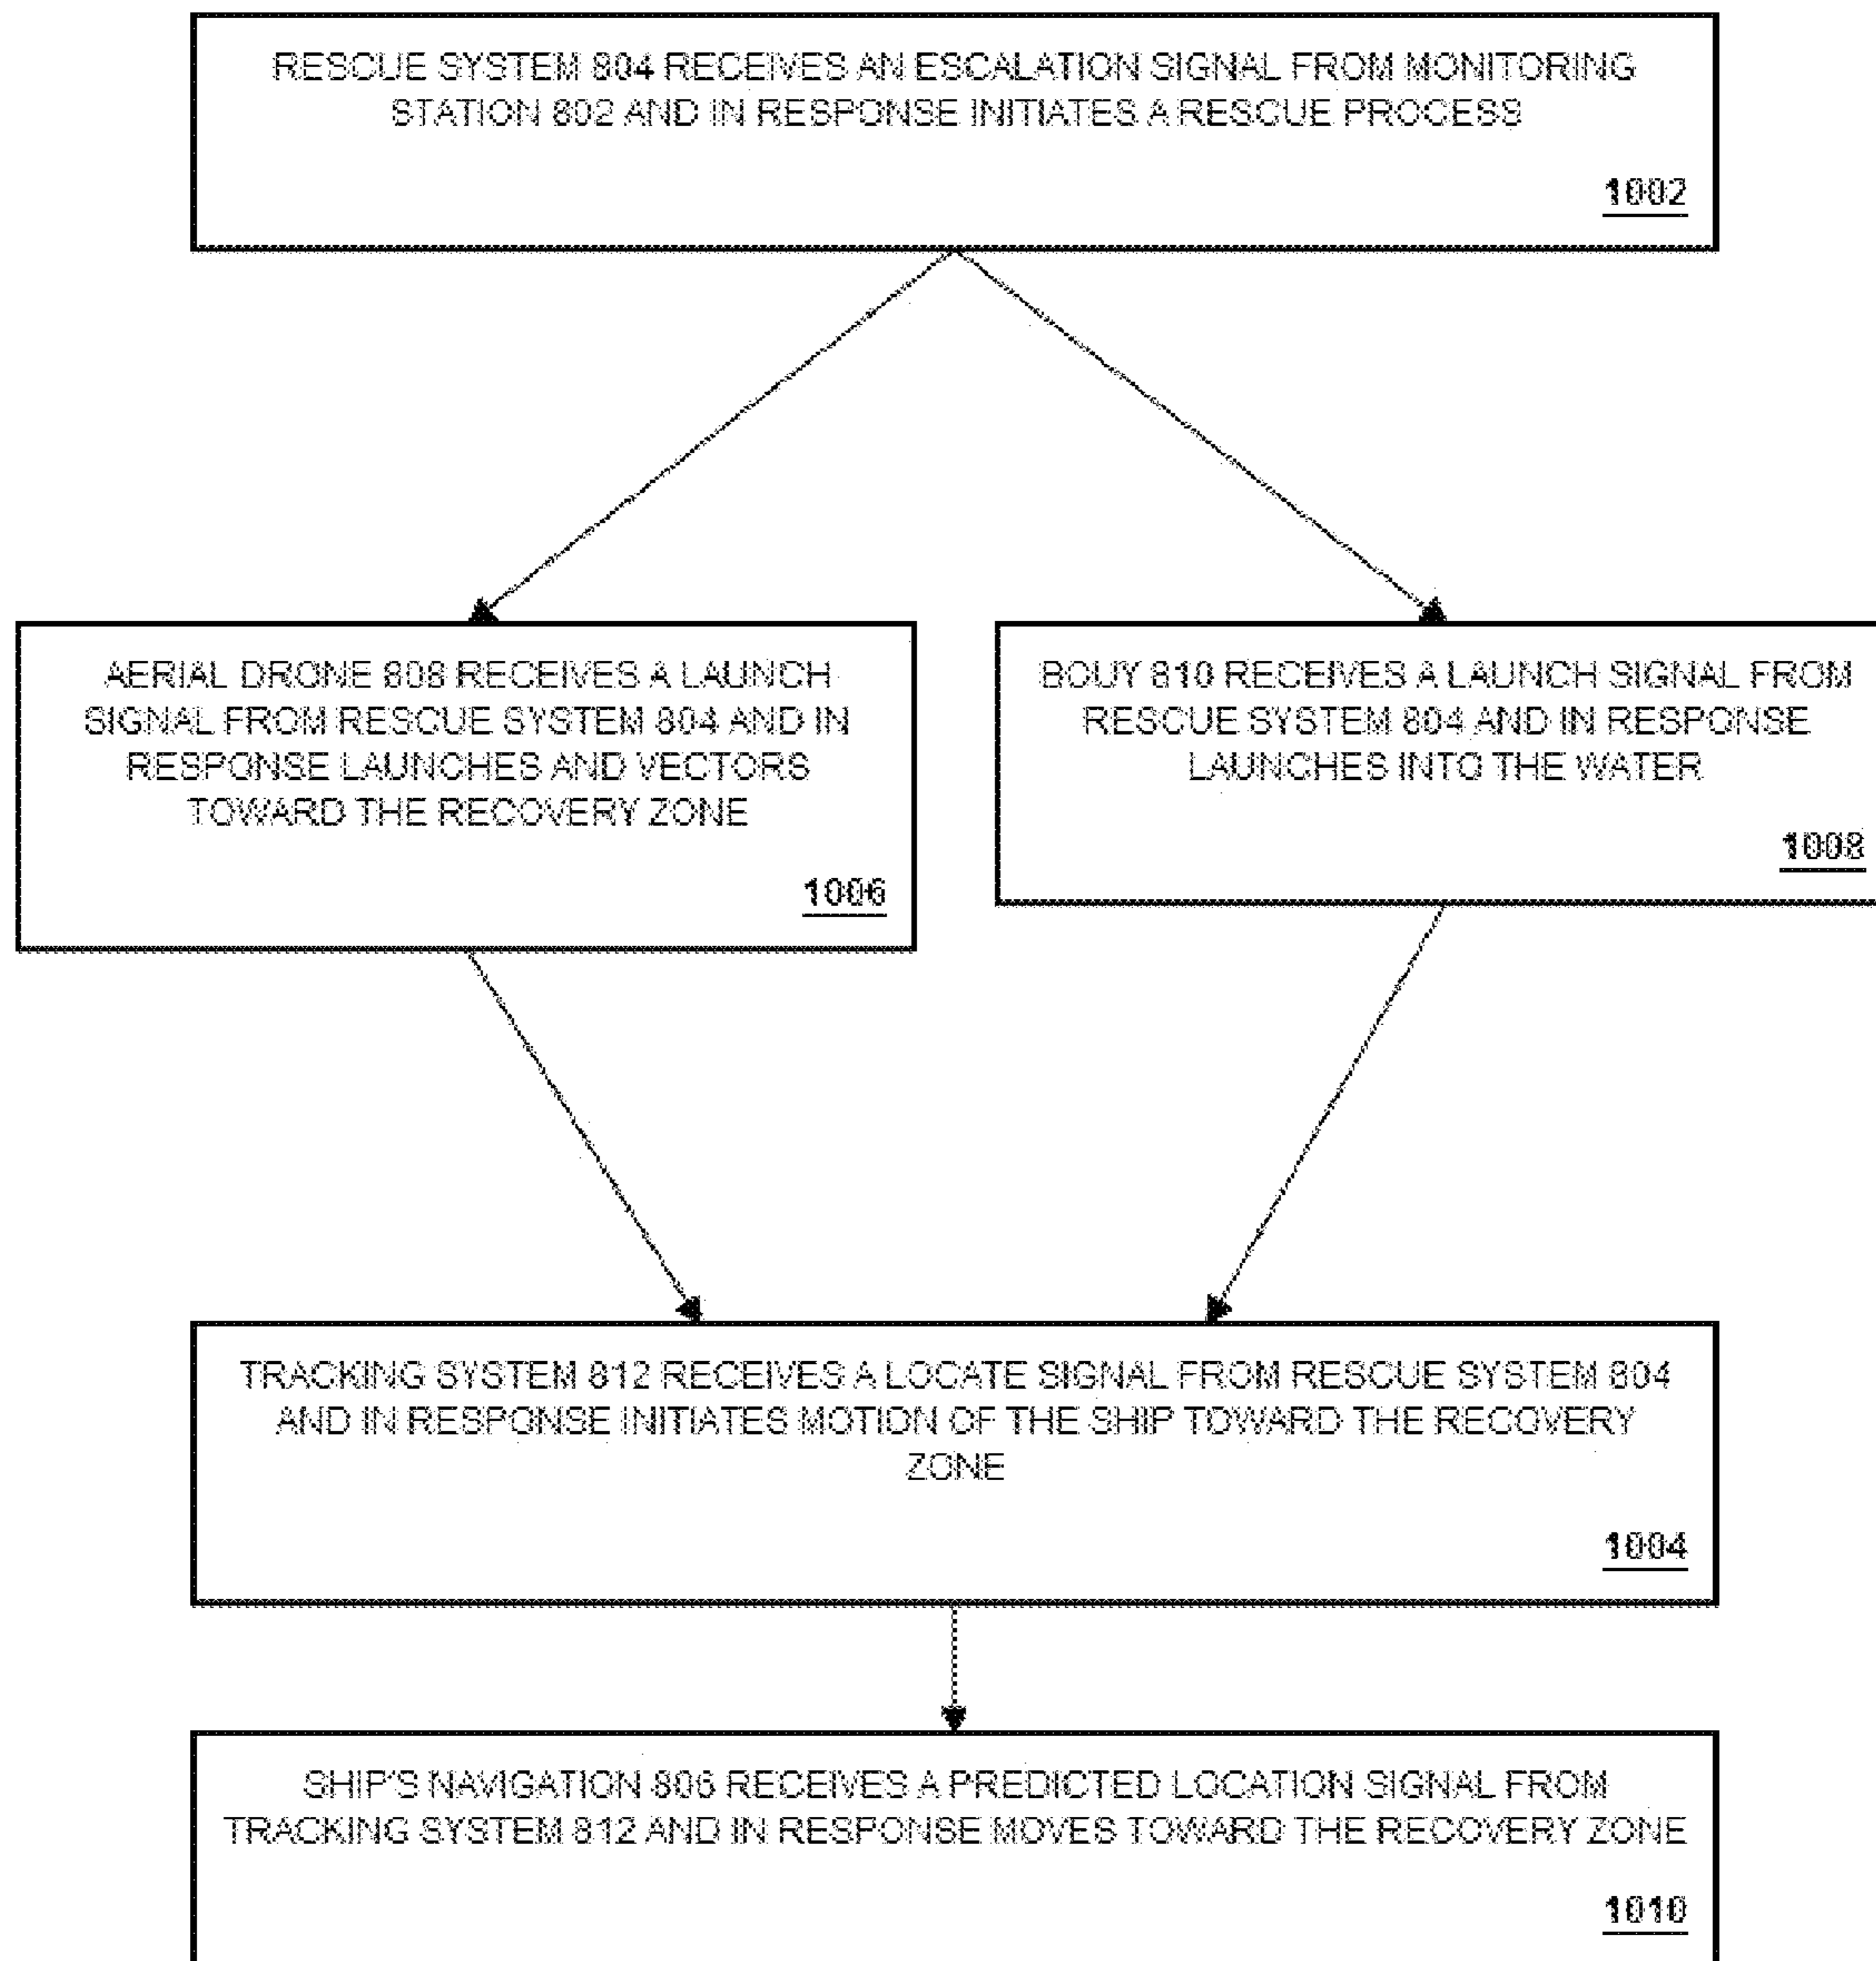 RESCUE SYSTEM 804 RECEIVES AN ESCALATION SIGNAL FROM MONITORING
STATION 802 AND IN RESPONSE INITIATES A RESCUE PROCESS
1002
AERIAL DRONE 808 RECEIVES A LAUNCH
SIGNAL FROM RESCUE SYSTEM 804 AND IN
RESPONSE LAUNCHES AND VECTORS
TOWARD THE RECOVERY ZONE
1006
BOUY 810 RECEIVES A LAUNCH SIGNAL FROM
RESCUE SYSTEM 804 AND IN RESPONSE
LAUNCHES INTO THE WATER
1008
TRACKING SYSTEM 812 RECEIVES A LOCATE SIGNAL FROM RESCUE SYSTEM 804
AND IN RESPONSE INITIATES MOTION OF THE SHIP TOWARD THE RECOVERY
ZONE
1004
SHIP'S NAVIGATION 806 RECEIVES A PREDICTED LOCATION SIGNAL FROM
TRACKING SYSTEM 812 AND IN RESPONSE MOVES TOWARD THE RECOVERY ZONE
1010